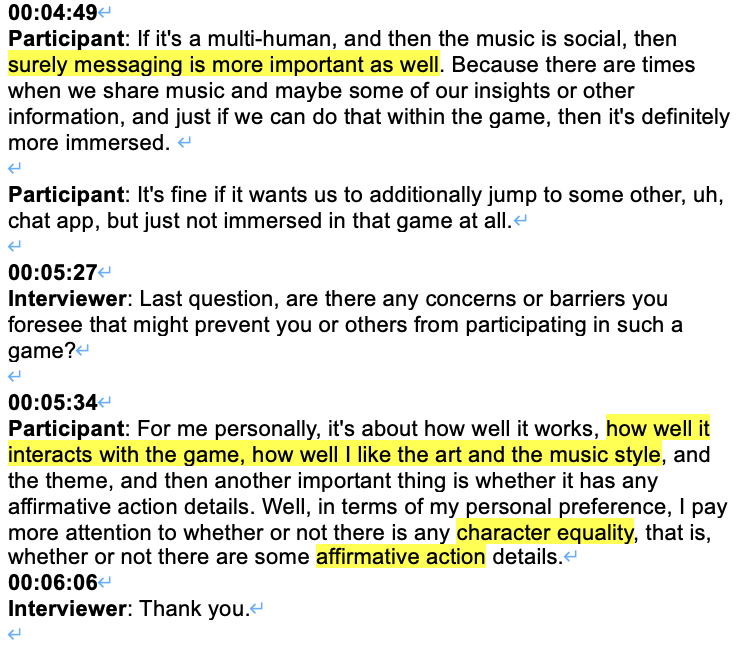 00:04:49↵
Participant: If it's a multi-human, and then the music is social, then
surely messaging is more important as well. Because there are times
when we share music and maybe some of our insights or other
information, and just if we can do that within the game, then it's definitely
more immersed. ↵
↵
Participant: It's fine if it wants us to additionally jump to some other, uh,
chat app, but just not immersed in that game at all.↵
↵
00:05:27↵
Interviewer: Last question, are there any concerns or barriers you
foresee that might prevent you or others from participating in such a
game?↵
↵
00:05:34↵
Participant: For me personally, it's about how well it works, how well it
interacts with the game, how well I like the art and the music style, and
the theme, and then another important thing is whether it has any
affirmative action details. Well, in terms of my personal preference, I pay
more attention to whether or not there is any character equality, that is,
whether or not there are some affirmative action details.↵
00:06:06↵
Interviewer: Thank you.↵
↵